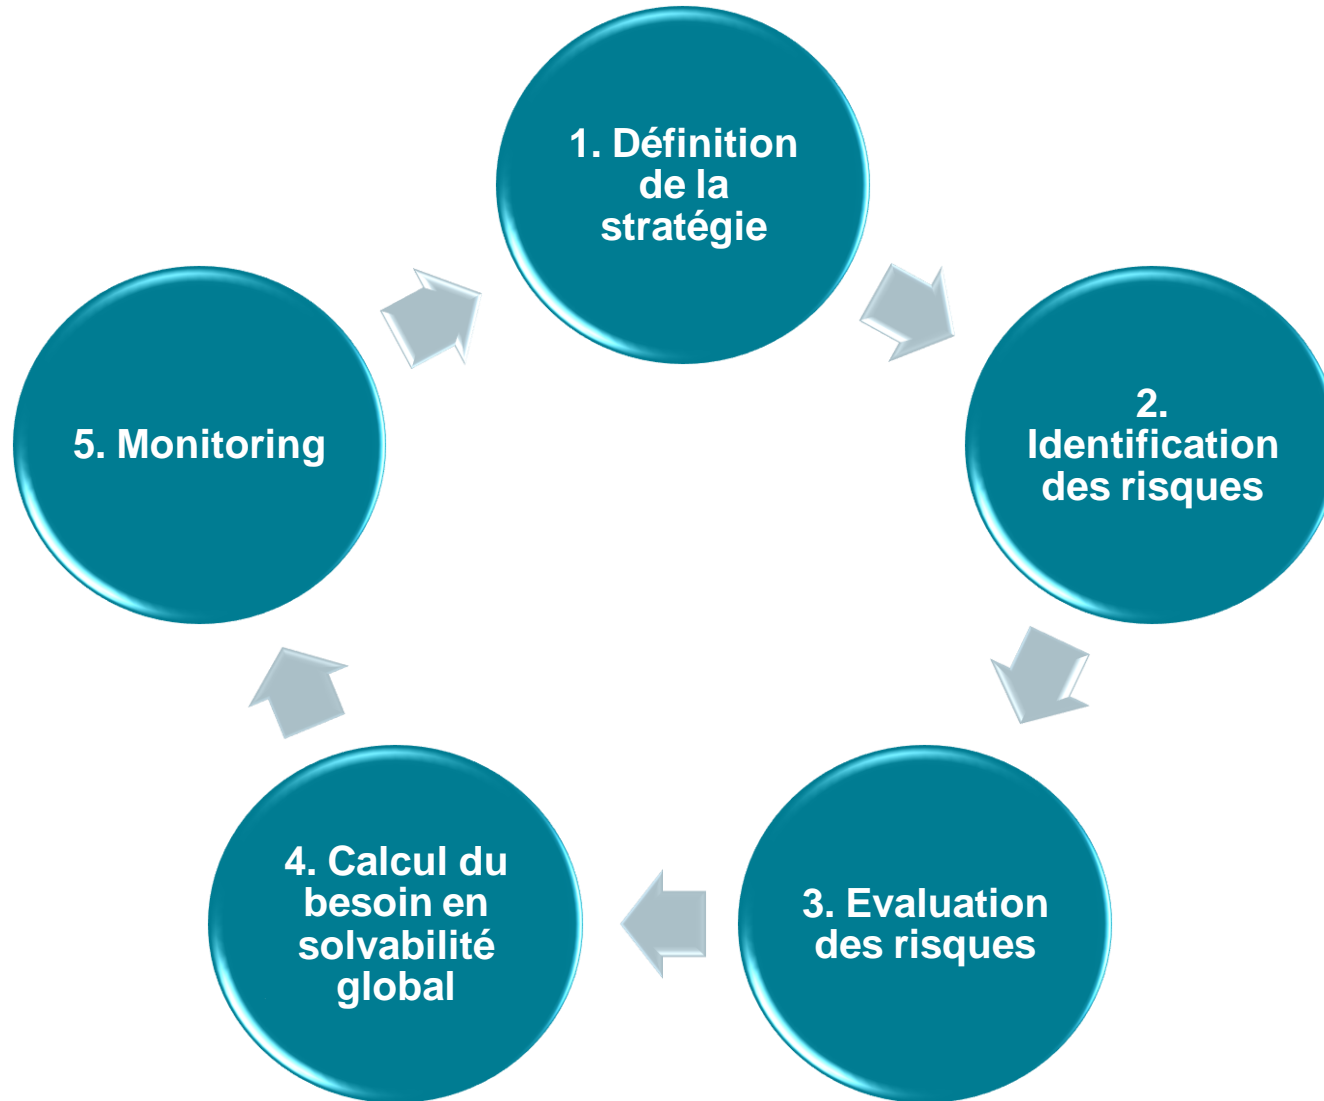 1. Définition
de la
stratégie
2.
Identification
des risques
3. Evaluation
des risques
4. Calcul du
besoin en
solvabilité
global
5. Monitoring